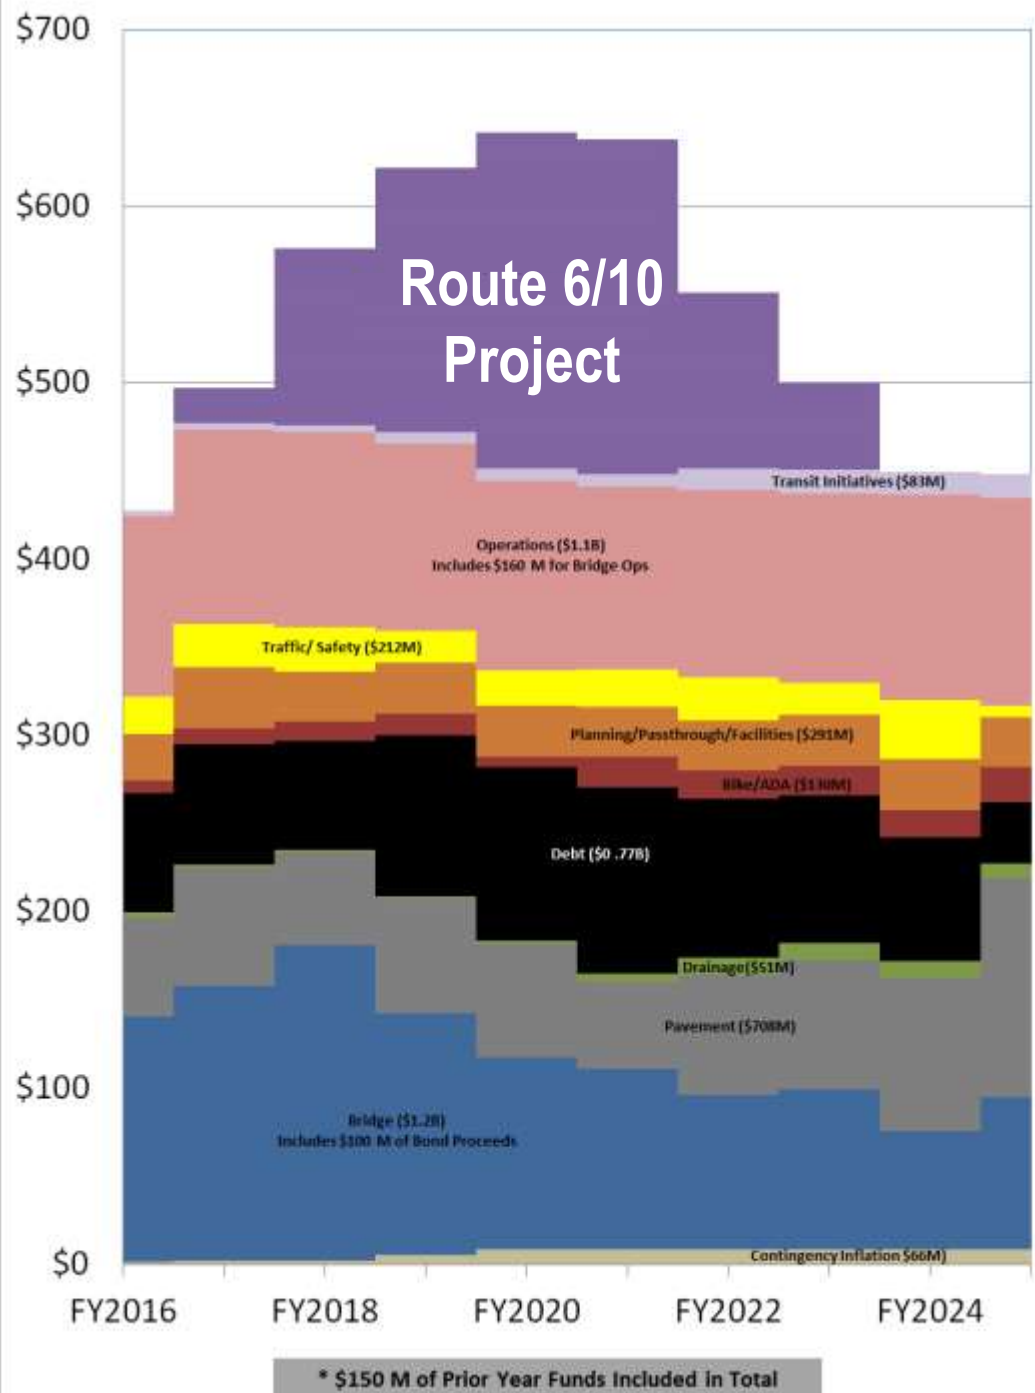 $700
$600
$500
$400
$300
$200
$100
$0
Route 6/10
Project
Transit Initiatives ($83M)
Operations ($1.1B)
Includes $160 M for Bridge Ops
Traffic/ Safety ($212M)
Planning/Passthrough/Facilities ($291M)
Bike/ADA ($130M)
Debt ($0 .77B)
Drainage($51M)
Pavement ($708M)
Bridge ($1.2B)
Includes $100 M of Bond Proceeds
Contingency Inflation $66M)
FY2016 FY2018 FY2020 FY2022 FY2024
* $150 M of Prior Year Funds Included in Total